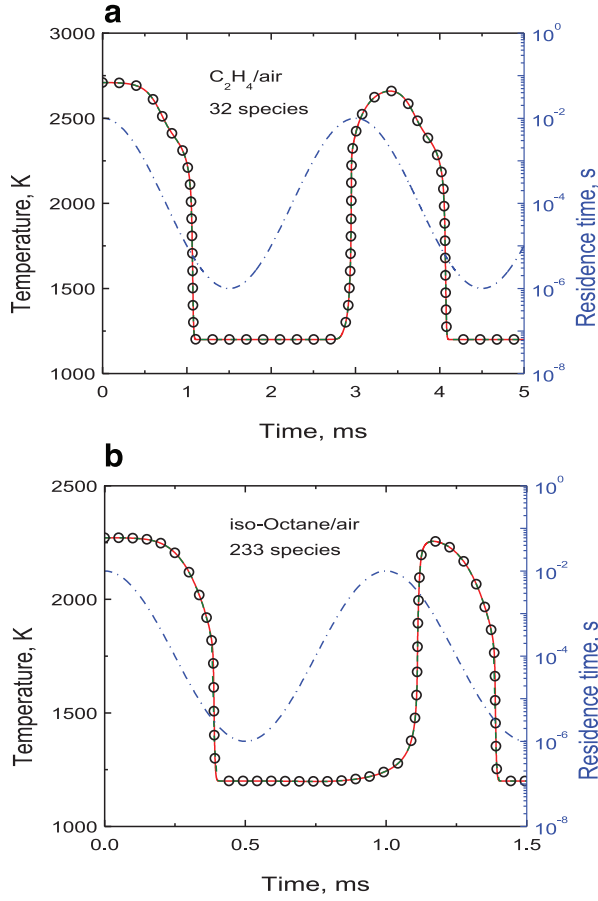 a
3000
2500
2000
1500
1000
Temperature, K
C2H4/air
32 species
10^0
10^-2
10^-4
10^-6
10^-8
Residence time, s
0
1
2
3
4
5
Time, ms
b
2500
2000
1500
1000
Temperature, K
iso-Octane/air
233 species
10^0
10^-2
10^-4
10^-6
10^-8
Residence time, s
0.0
0.5
1.0
1.5
Time, ms